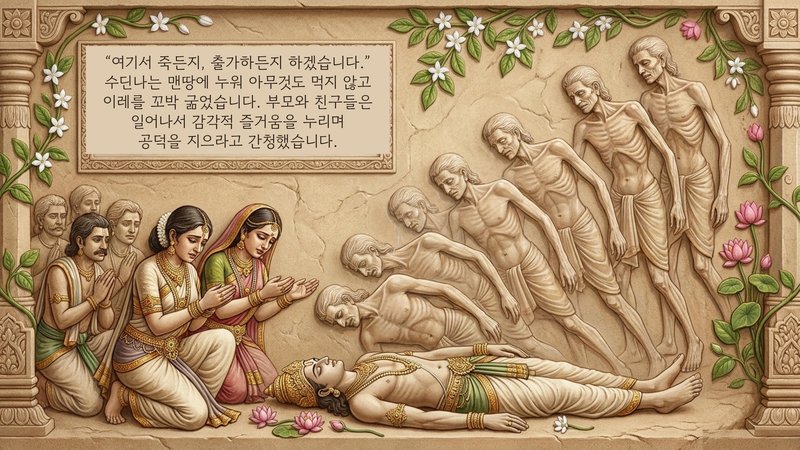 “여기서 죽든지, 출가하든지 하겠습니다.”
수딘나는 맨땅에 누워 아무것도 먹지 않고
이레를 꼬박 굶었습니다. 부모와 친구들은
일어나서 감각적 즐거움을 누리며
공덕을 지으라고 간청했습니다.